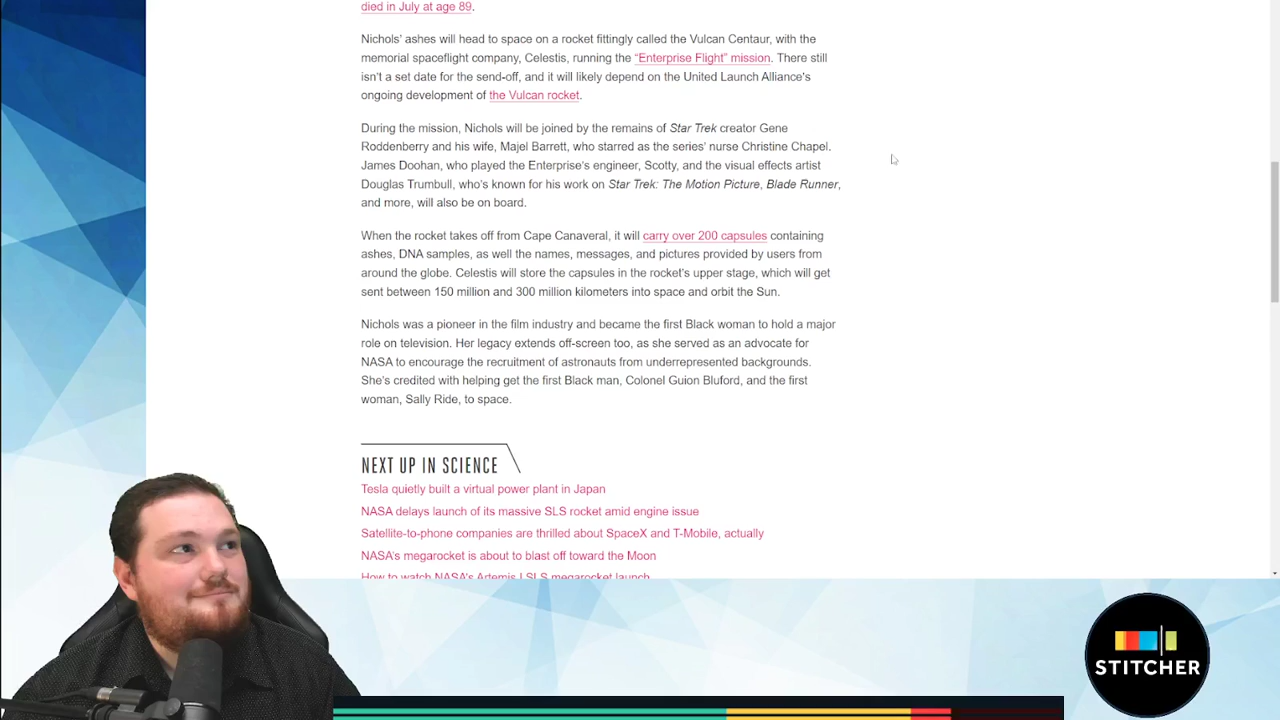 died in July at age 89.
Nichols' ashes will head to space on a rocket fittingly called the Vulcan Centaur, with the
memorial spaceflight company, Celestis, running the “Enterprise Flight” mission. There still
isn't a set date for the send-off, and it will likely depend on the United Launch Alliance's
ongoing development of the Vulcan rocket.
During the mission, Nichols will be joined by the remains of Star Trek creator Gene
Roddenberry and his wife, Majel Barrett, who starred as the series' nurse Christine Chapel.
James Doohan, who played the Enterprise's engineer, Scotty, and the visual effects artist
Douglas Trumbull, who's known for his work on Star Trek: The Motion Picture, Blade Runner,
and more, will also be on board.
When the rocket takes off from Cape Canaveral, it will carry over 200 capsules containing
ashes, DNA samples, as well the names, messages, and pictures provided by users from
around the globe. Celestis will store the capsules in the rocket's upper stage, which will get
sent between 150 million and 300 million kilometers into space and orbit the Sun.
Nichols was a pioneer in the film industry and became the first Black woman to hold a major
role on television. Her legacy extends off-screen too, as she served as an advocate for
NASA to encourage the recruitment of astronauts from underrepresented backgrounds.
She's credited with helping get the first Black man, Colonel Guion Bluford, and the first
woman, Sally Ride, to space.
NEXT UP IN SCIENCE
Tesla quietly built a virtual power plant in Japan
NASA delays launch of its massive SLS rocket amid engine issue
Satellite-to-phone companies are thrilled about SpaceX and T-Mobile, actually
NASA's megarocket is about to blast off toward the Moon
How to watch NASA's Artemis I SLS megarocket launch
STITCHER